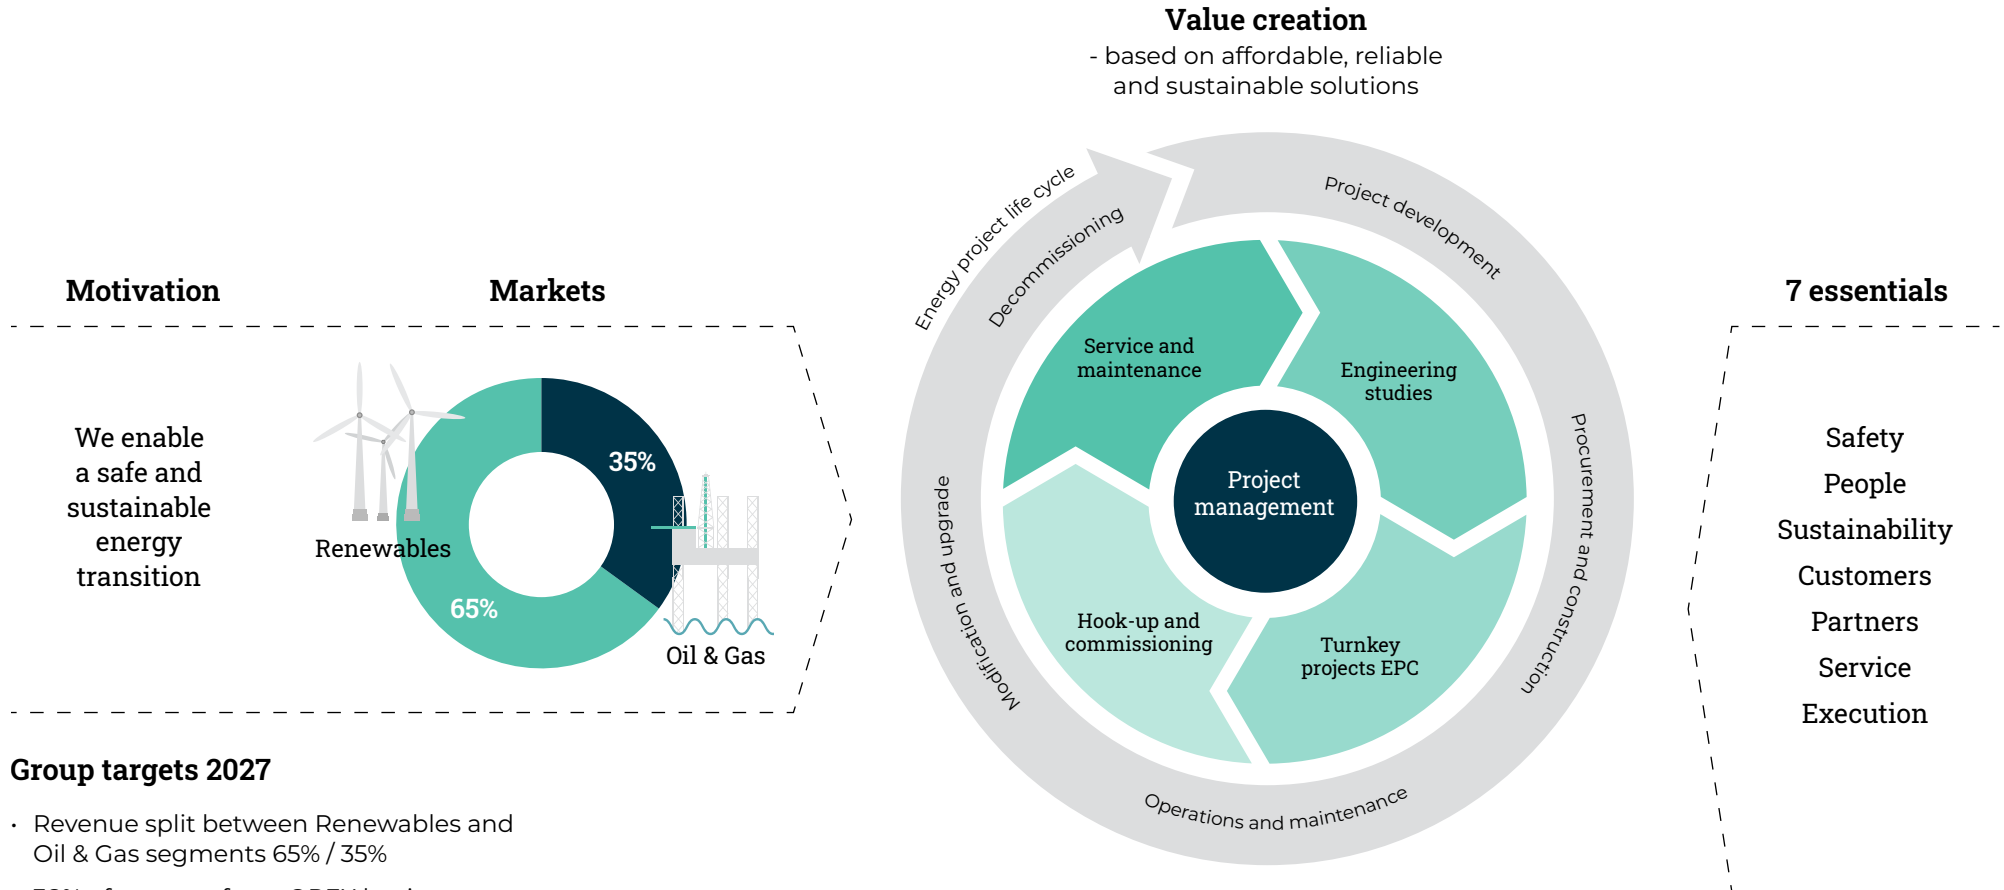 Value creation
- based on affordable, reliable
and sustainable solutions
Motivation
We enable
a safe and
sustainable
energy
transition
Markets
35%
65%
Renewables
Oil & Gas
Energy project life cycle
Decommissioning
Project development
Procurement and construction
Operations and maintenance
Modification and upgrade
Service and
maintenance
Engineering
studies
Project
management
Hook-up and
commissioning
Turnkey
projects EPC
7 essentials
Safety
People
Sustainability
Customers
Partners
Service
Execution
Group targets 2027
· Revenue split between Renewables and
Oil & Gas segments 65% / 35%